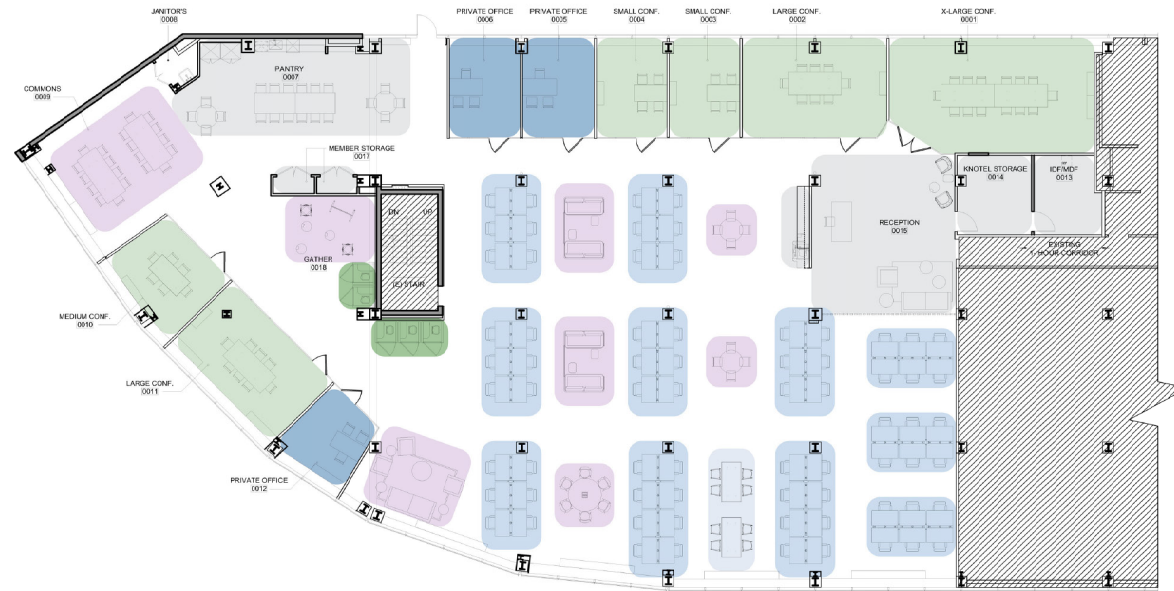 JANITOR'S
0008
PRIVATE OFFICE
0006
PRIVATE OFFICE
0005
SMALL CONF.
0004
SMALL CONF.
0003
LARGE CONF.
0002
X-LARGE CONF.
0001
PANTRY
0007
COMMONS
0009
MEMBER STORAGE
0017
KNOTEL STORAGE
0014
IDF/MDF
0013
DN
UP
RECEPTION
0015
GATHER
0018
EXISTING
1- HOUR CORRIDOR
(E) STAIR
MEDIUM CONF.
0010
LARGE CONF.
0011
PRIVATE OFFICE
0012